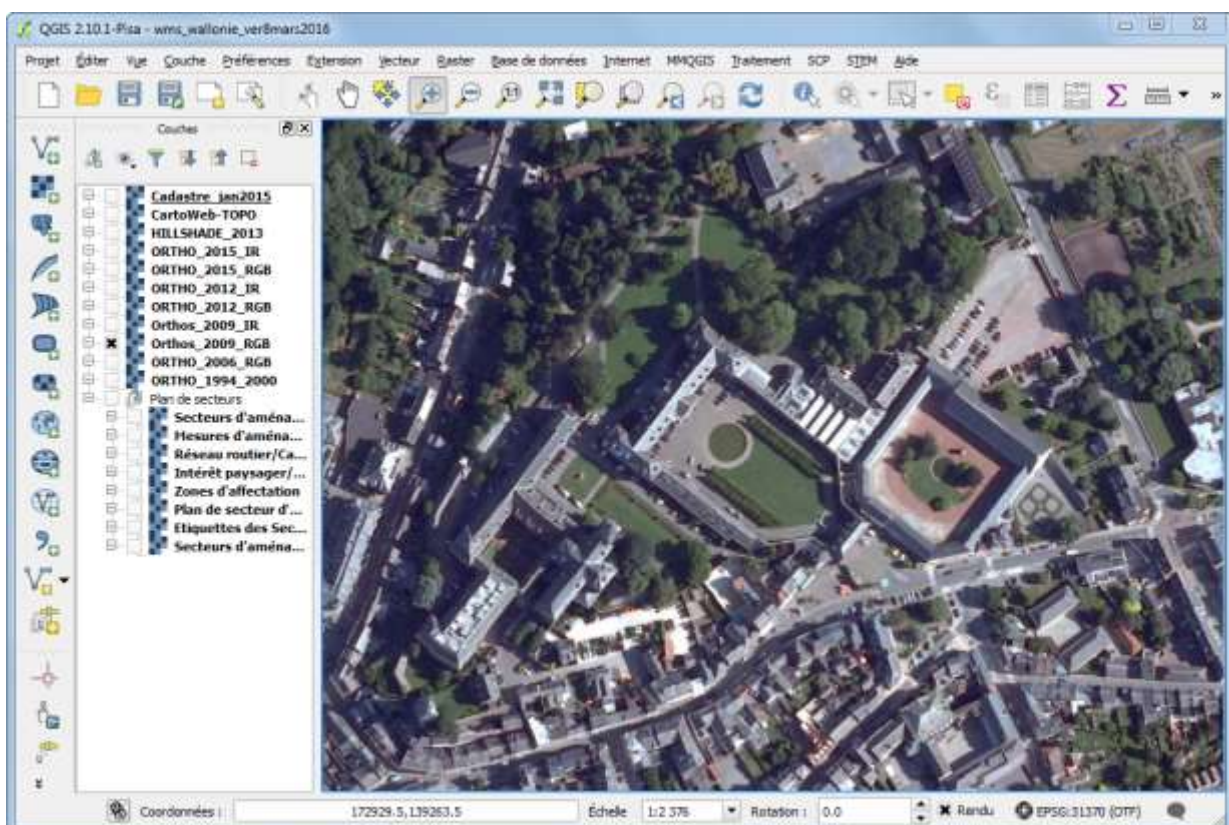 QGIS 2.10.1-Pisa - wms_wallonie_ver8mars2016
Projet Éditer Vue Couche Préférences Extension Vecteur Raster Base de données Internet MMQGIS Traitement SCP STEM Aide
1:1
»
Couches
Cadastre_jan2015
CartoWeb-TOPO
HILLSHADE_2013
ORTHO_2015_IR
ORTHO_2015_RGB
ORTHO_2012_IR
ORTHO_2012_RGB
Orthos_2009_IR
Orthos_2009_RGB
ORTHO_2006_RGB
ORTHO_1994_2000
Plan de secteurs
Secteurs d'aména...
Mesures d'aména...
Réseau routier/Ca...
Intérêt paysager/...
Zones d'affectation
Plan de secteur d'...
Etiquettes des Sec...
Secteurs d'aména...
Coordonnées : 172929.5,139263.5 Échelle 1:2 376 Rotation : 0.0 Rendu EPSG:31370 (OTF)